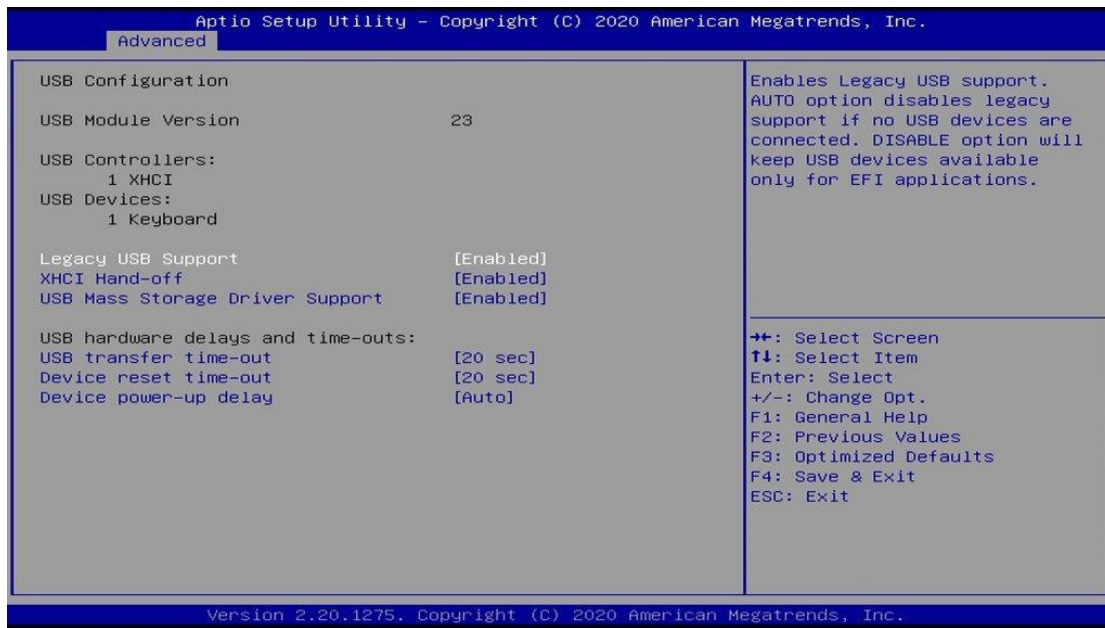 Aptio Setup Utility – Copyright (C) 2020 American Megatrends, Inc.
Advanced
USB Configuration
USB Module Version 23
USB Controllers:
1 XHCI
USB Devices:
1 Keyboard
Legacy USB Support [Enabled]
XHCI Hand-off [Enabled]
USB Mass Storage Driver Support [Enabled]
USB hardware delays and time-outs:
USB transfer time-out [20 sec]
Device reset time-out [20 sec]
Device power-up delay [Auto]
Enables Legacy USB support.
AUTO option disables legacy
support if no USB devices are
connected. DISABLE option will
keep USB devices available
only for EFI applications.
→←: Select Screen
↑↓: Select Item
Enter: Select
+/-: Change Opt.
F1: General Help
F2: Previous Values
F3: Optimized Defaults
F4: Save & Exit
ESC: Exit
Version 2.20.1275. Copyright (C) 2020 American Megatrends, Inc.